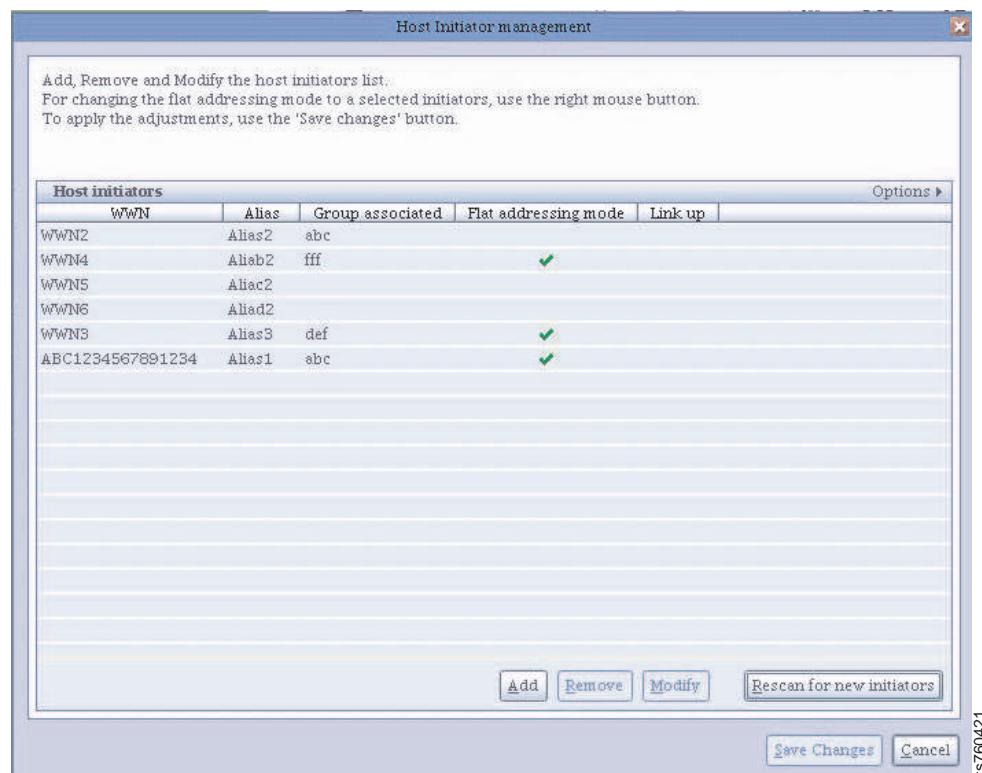 Host Initiator management
Add, Remove and Modify the host initiators list.
For changing the flat addressing mode to a selected initiators, use the right mouse button.
To apply the adjustments, use the 'Save changes' button.
Host initiators Options
WWN Alias Group associated Flat addressing mode Link up
WWN2 Alias2 abc
WWN4 Aliab2 fff
WWN5 Aliac2
WWN6 Aliad2
WWN3 Alias3 def
ABC1234567891234 Alias1 abc
Add Remove Modify Rescan for new initiators
Save Changes Cancel